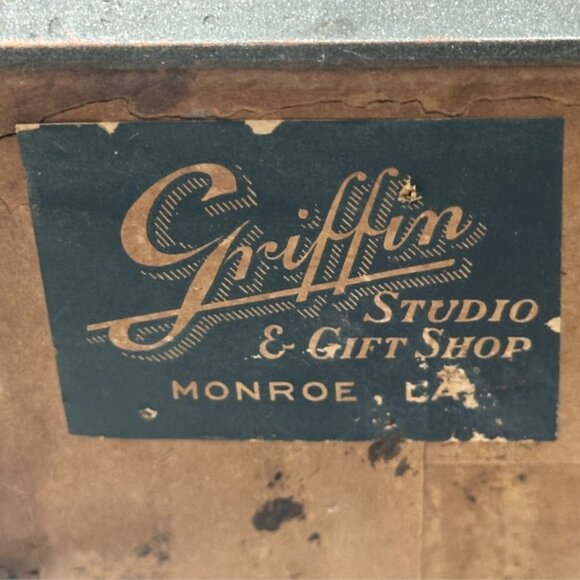 Griffin
STUDIO
& GIFT SHOP
MONROE, LA.